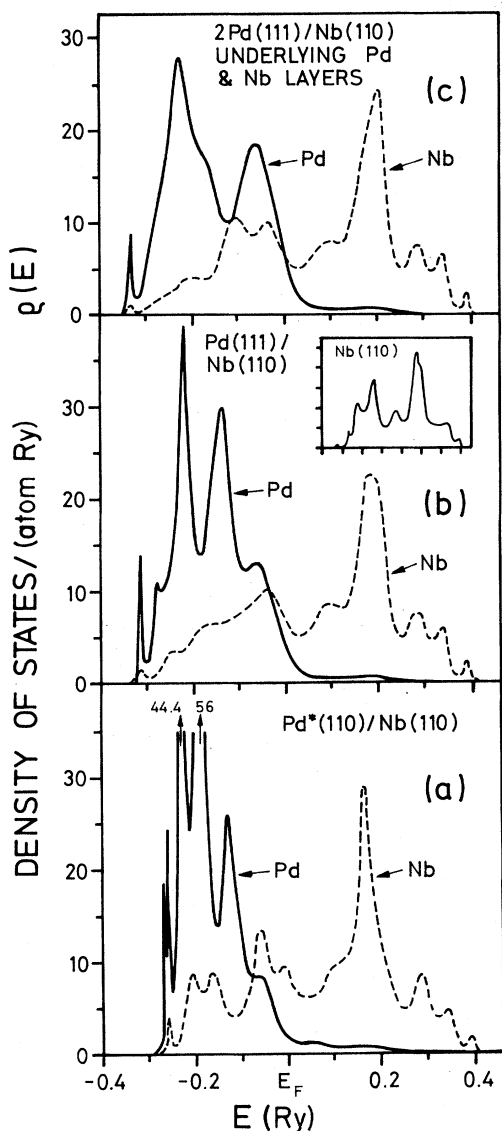 30
2Pd(111)/Nb(110)
UNDERLYING Pd
& Nb LAYERS
(c)
20
Pd
Nb
10
0
ρ(E)
Pd(111)/
Nb(110)
Nb(110)
30
Pd
(b)
20
Nb
10
0
44.4 56
Pd*(110)/Nb(110)
30
(a)
20
Pd
Nb
10
0
-0.4 -0.2 E_F 0.2 0.4
E (Ry)
DENSITY OF STATES/(atom Ry)